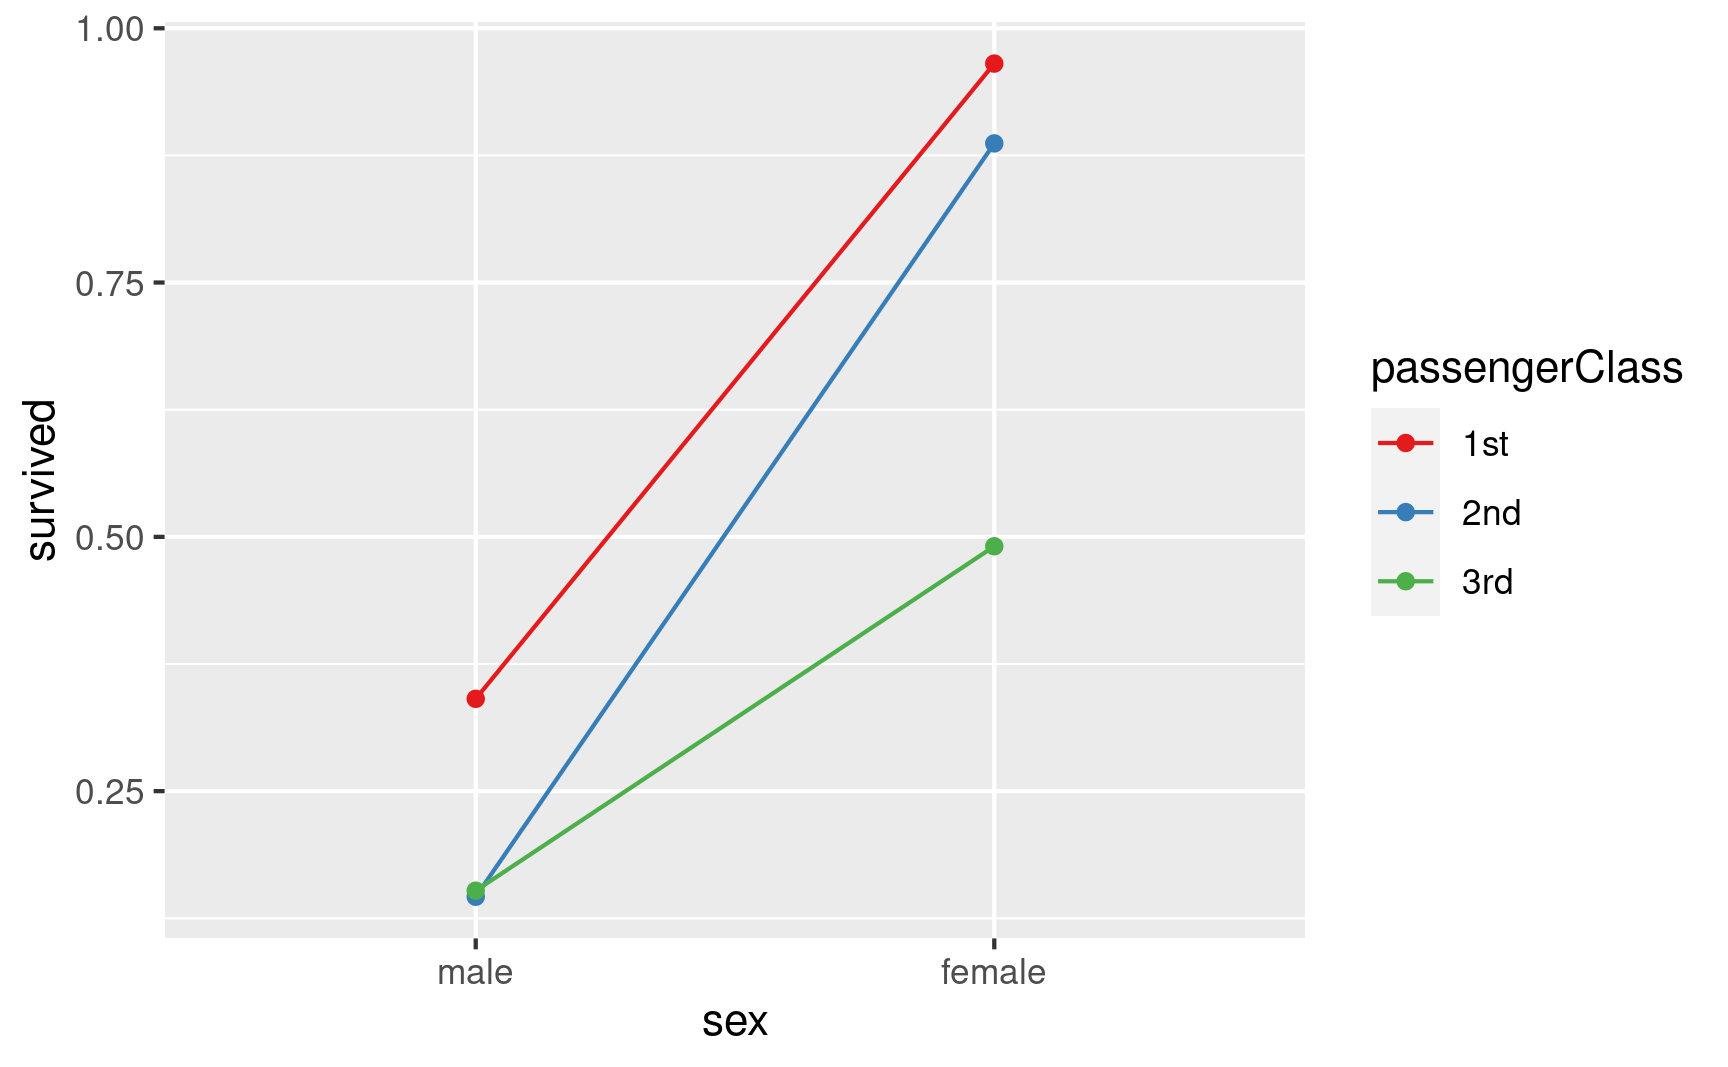 1.00
0.75
0.50
0.25
survived
male
female
sex
passengerClass
1st
2nd
3rd